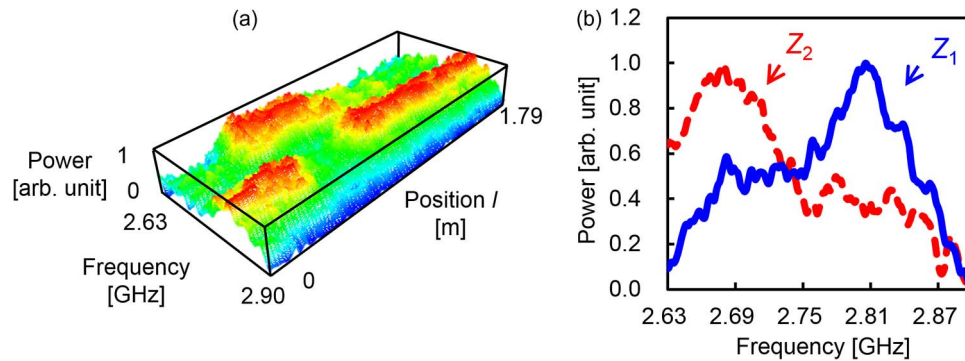 (a)
Power
[arb. unit]
1
0
2.63
Frequency
[GHz]
2.90
0
Position l
[m]
1.79
(b)
Power [arb. unit]
1.2
1.0
0.8
0.6
0.4
0.2
0.0
Z2
Z1
2.63 2.69 2.75 2.81 2.87
Frequency [GHz]